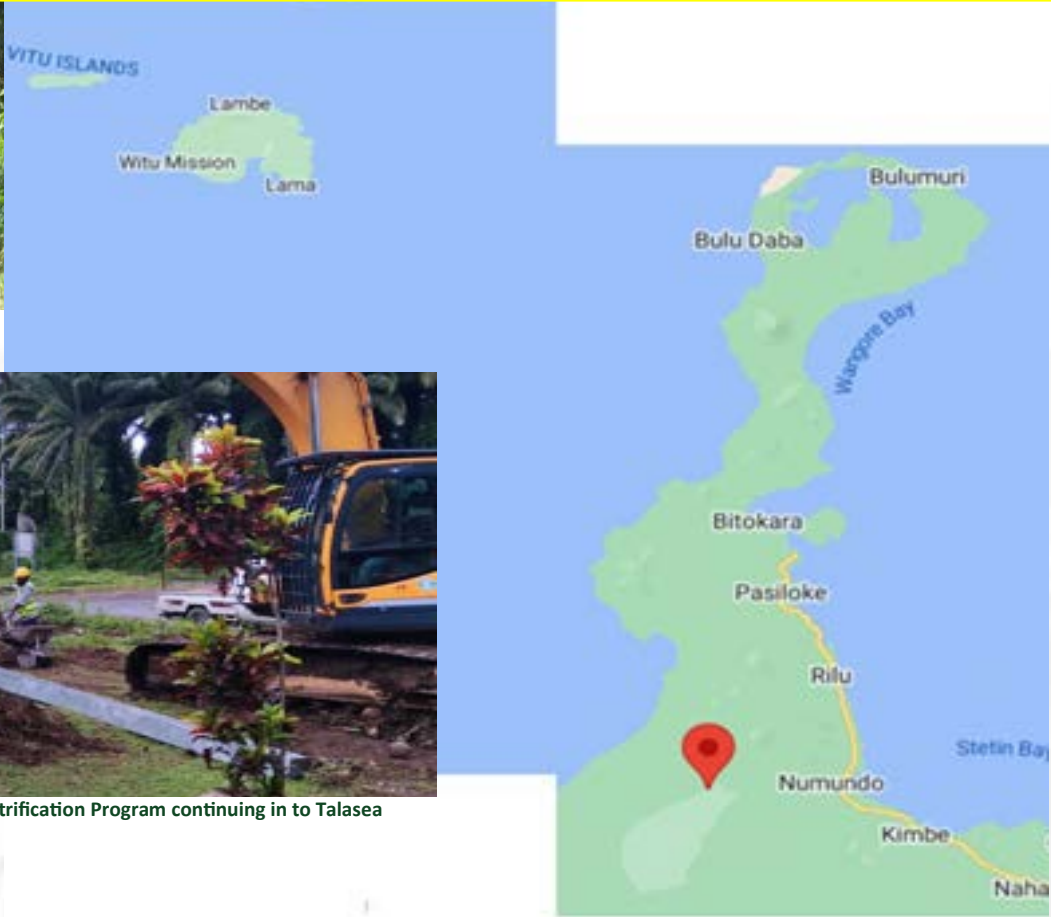 VITU ISLANDS
Lambe
Witu Mission
Lama
Bulumuri
Bulu Daba
Wangore Bay
Bitokara
Pasiloke
Rilu
Stetin Bay
Numundo
Kimbe
Naha
trification Program continuing in to Talasea